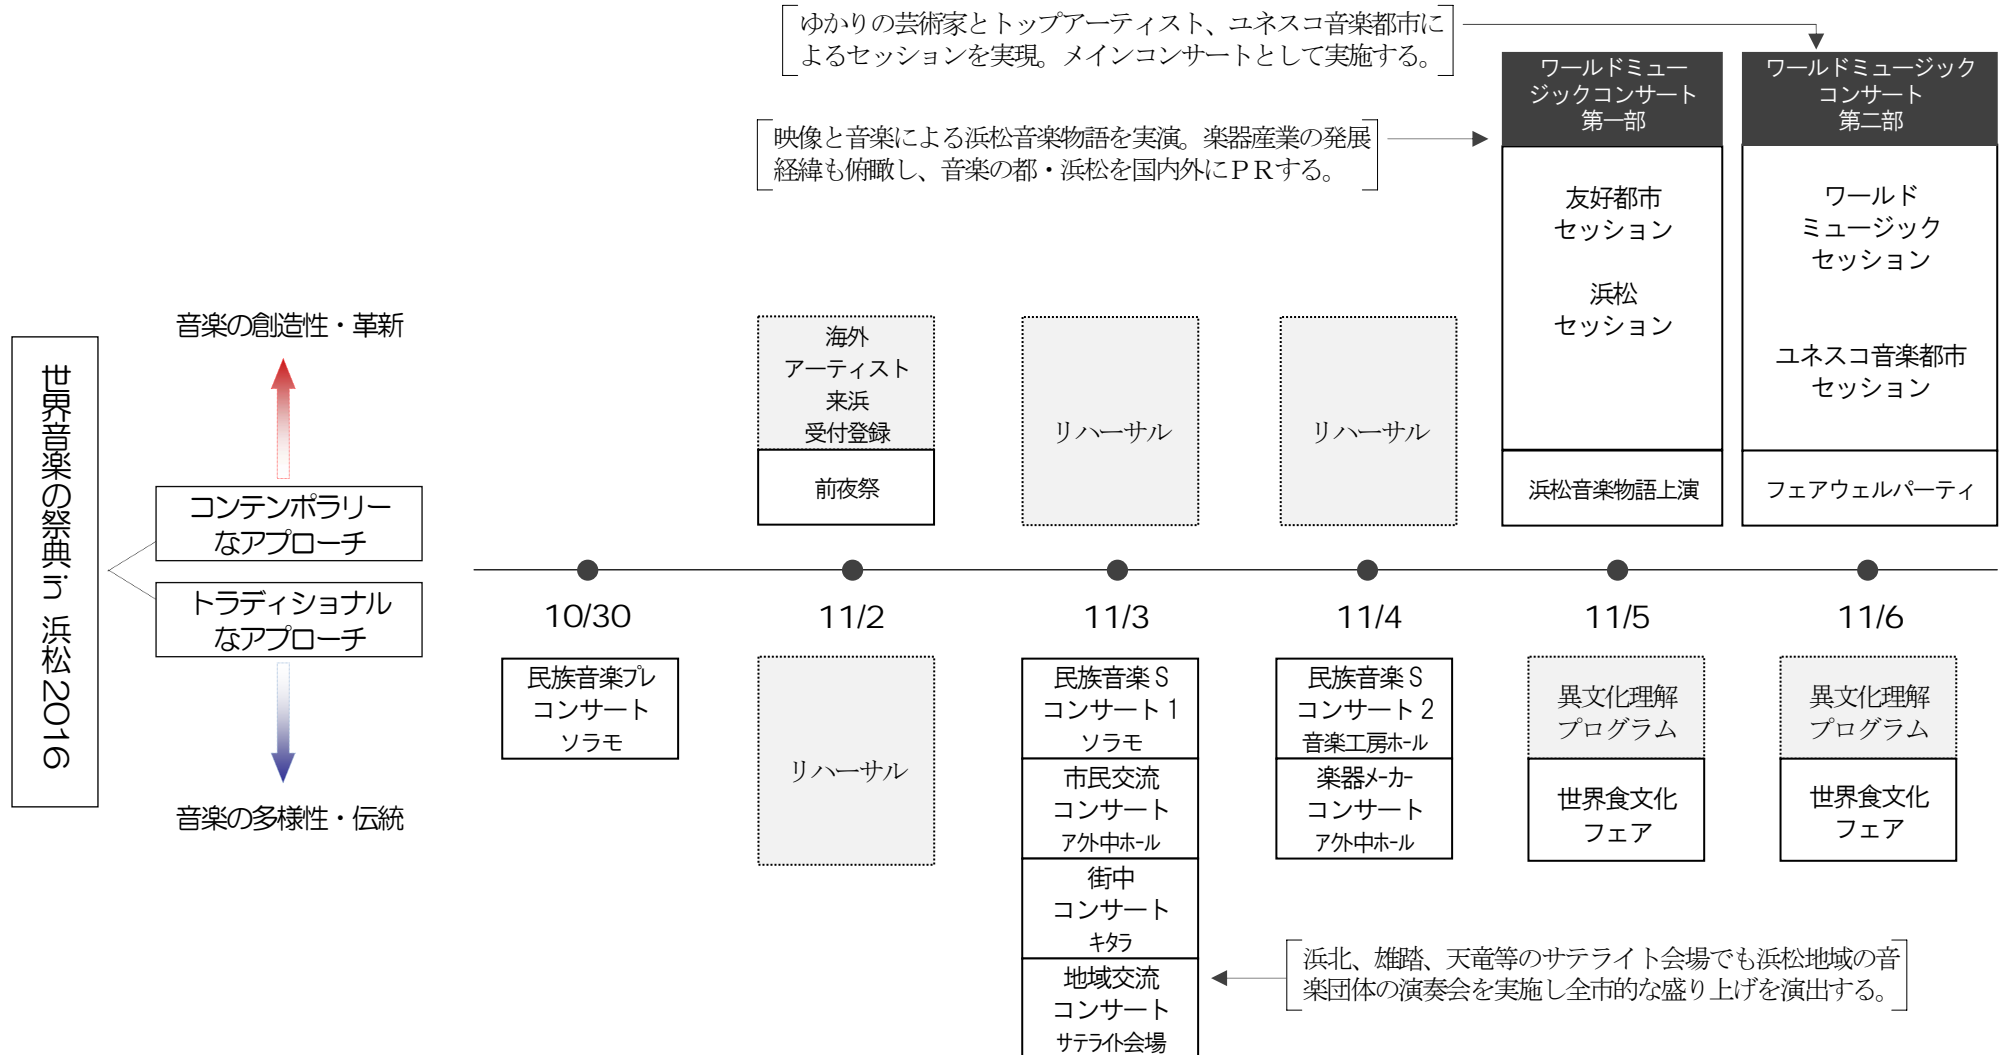 ゆかりの芸術家とトップアーティスト、ユネスコ音楽都市に
よるセッションを実現。メインコンサートとして実施する。
映像と音楽による浜松音楽物語を実演。楽器産業の発展
経緯も俯瞰し、音楽の都・浜松を国内外にＰＲする。
ワールドミュー
ジックコンサート
第一部
友好都市
セッション
浜松
セッション
浜松音楽物語上演
ワールドミュージック
コンサート
第二部
ワールド
ミュージック
セッション
ユネスコ音楽都市
セッション
フェアウェルパーティ
世界音楽の祭典 in 浜松 2016
音楽の創造性・革新
コンテンポラリー
なアプローチ
トラディショナル
なアプローチ
音楽の多様性・伝統
海外
アーティスト
来浜
受付登録
前夜祭
リハーサル
リハーサル
10/30
11/2
11/3
11/4
11/5
11/6
民族音楽プレ
コンサート
ソラモ
リハーサル
民族音楽Ｓ
コンサート１
ソラモ
市民交流
コンサート
アクト中ホール
街中
コンサート
キタラ
地域交流
コンサート
サテライト会場
民族音楽Ｓ
コンサート２
音楽工房ホール
楽器メーカー
コンサート
アクト中ホール
異文化理解
プログラム
世界食文化
フェア
異文化理解
プログラム
世界食文化
フェア
浜北、雄踏、天竜等のサテライト会場でも浜松地域の音
楽団体の演奏会を実施し全市的な盛り上げを演出する。